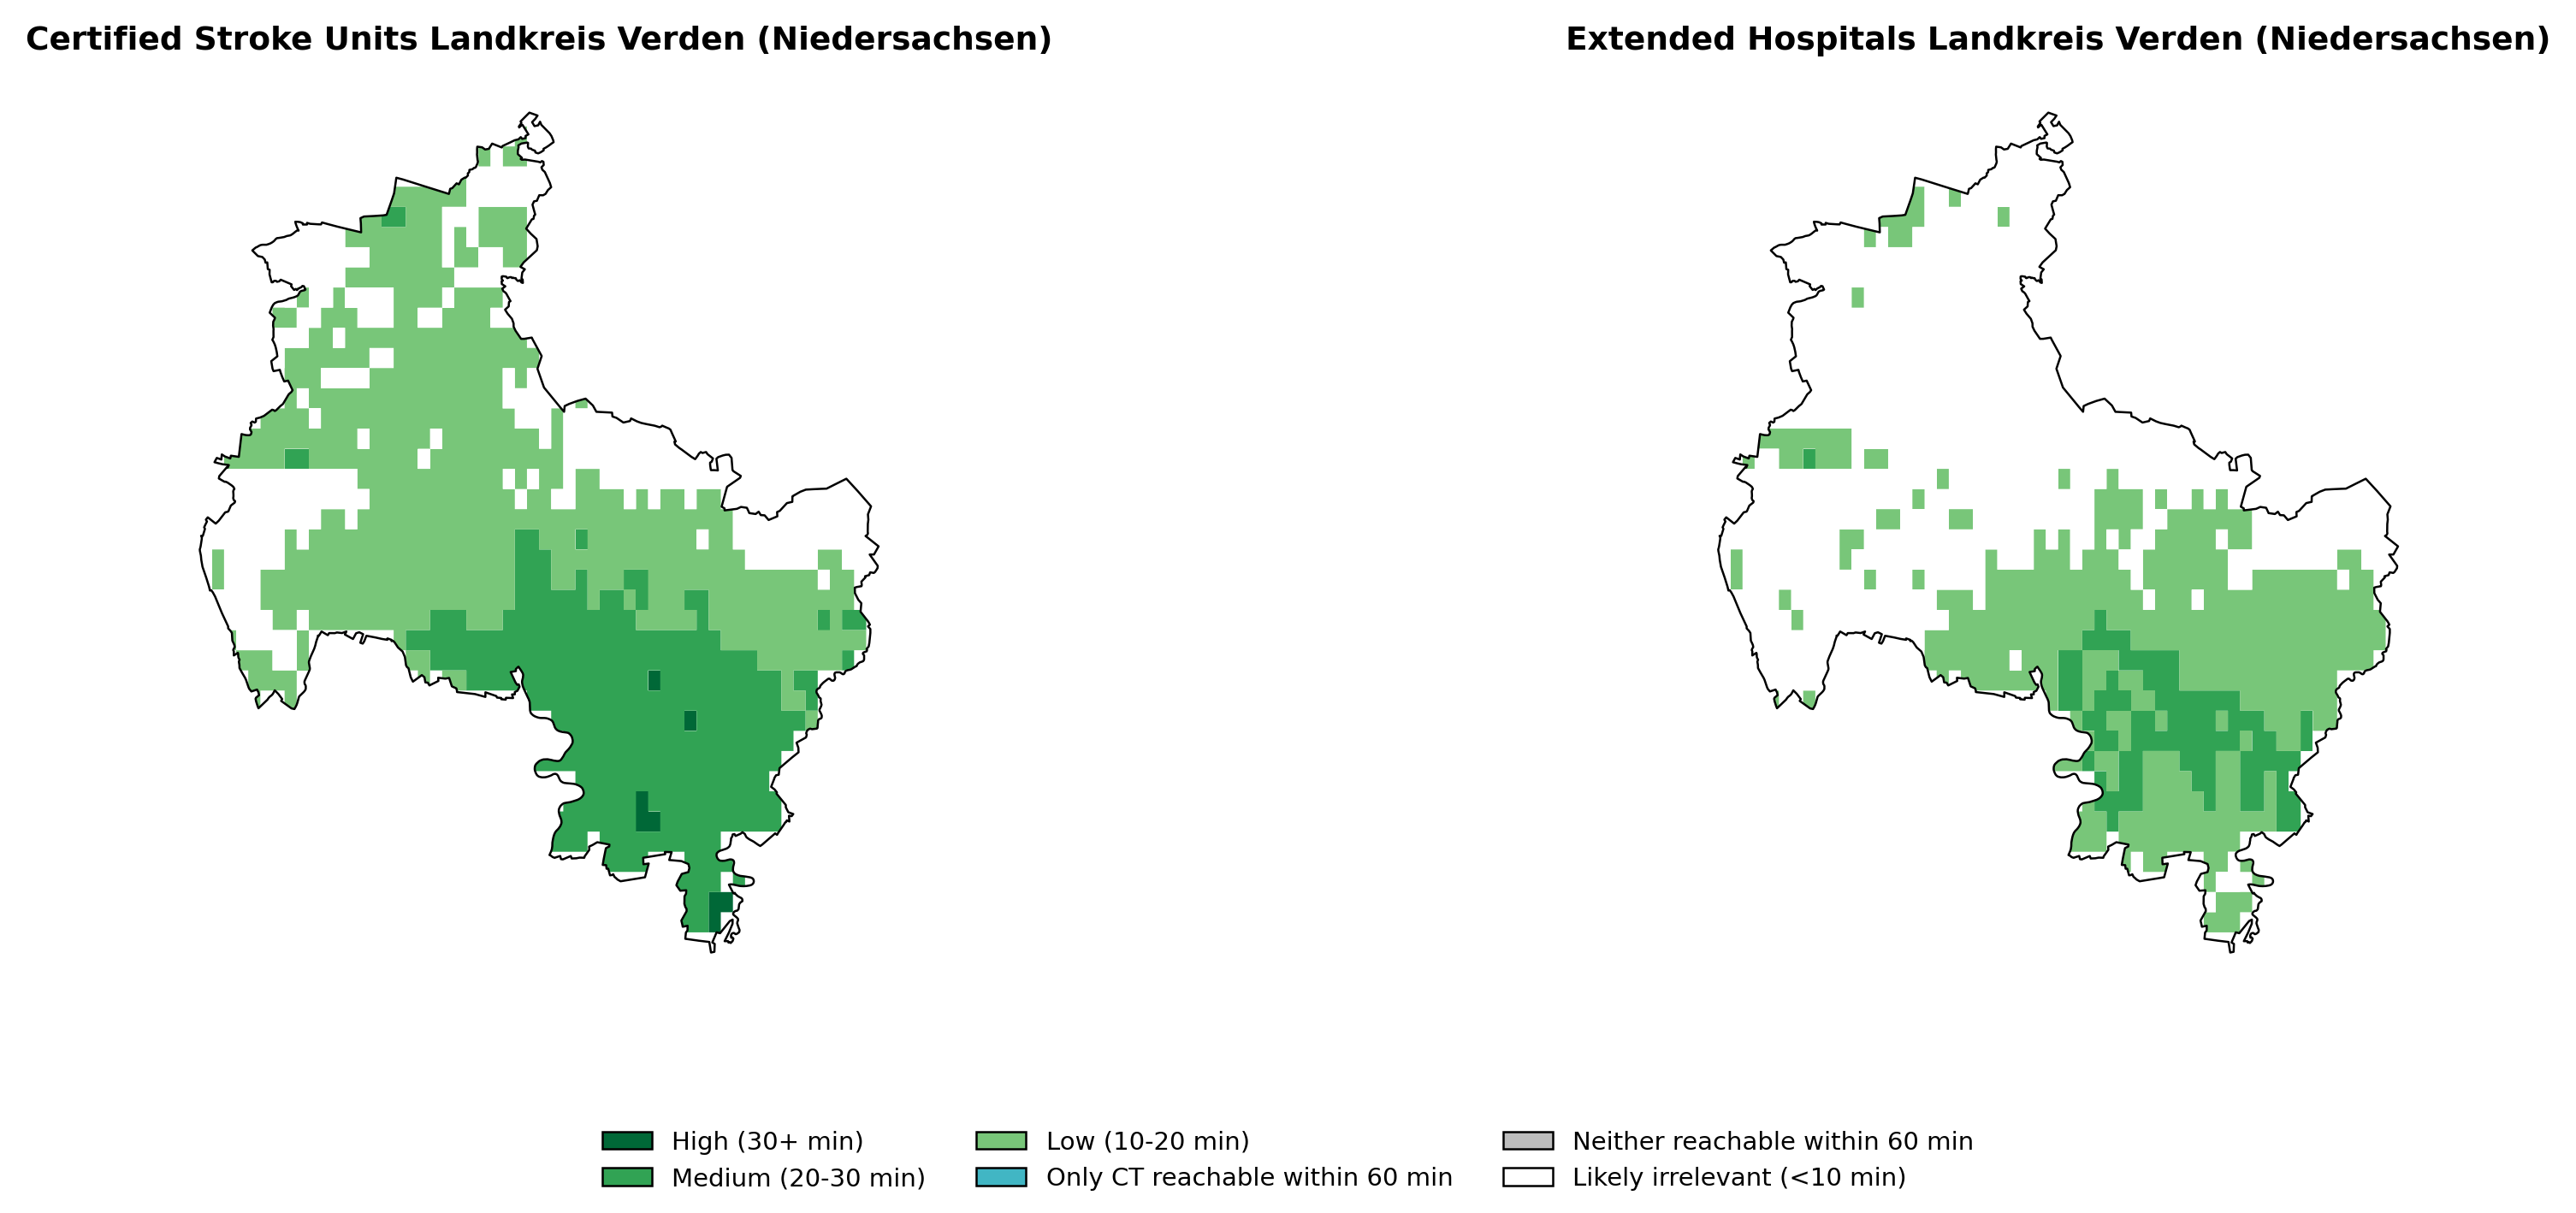 Certified Stroke Units Landkreis Verden (Niedersachsen)
Extended Hospitals Landkreis Verden (Niedersachsen)
High (30+ min)
Medium (20-30 min)
Low (10-20 min)
Only CT reachable within 60 min
Neither reachable within 60 min
Likely irrelevant (<10 min)